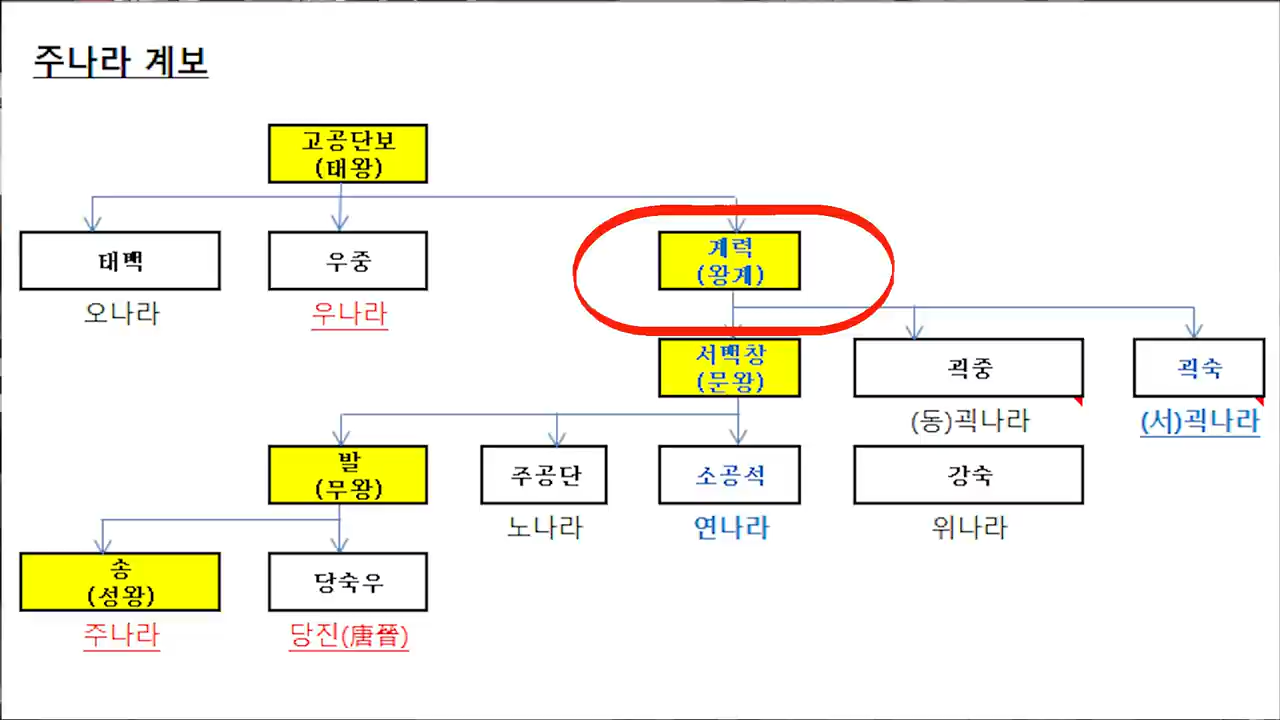 주나라 계보
고공단보
(태왕)
태백
우중
계력
(왕계)
오나라
우나라
서백창
(문왕)
괵중
괵숙
(동)괵나라
(서)괵나라
발
(무왕)
주공단
소공석
강숙
노나라
연나라
위나라
송
(성왕)
당숙우
주나라
당진(唐晉)